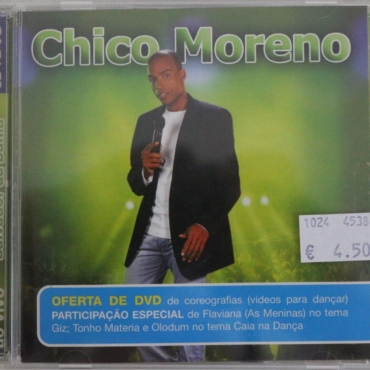 Chico Moreno
1024 4538
€ 4.50
OFERTA DE DVD de coreografias (videos para dançar)
PARTICIPAÇÃO ESPECIAL de Flaviana (As Meninas) no tema
Giz; Tonho Materia e Olodum no tema Caia na Dança